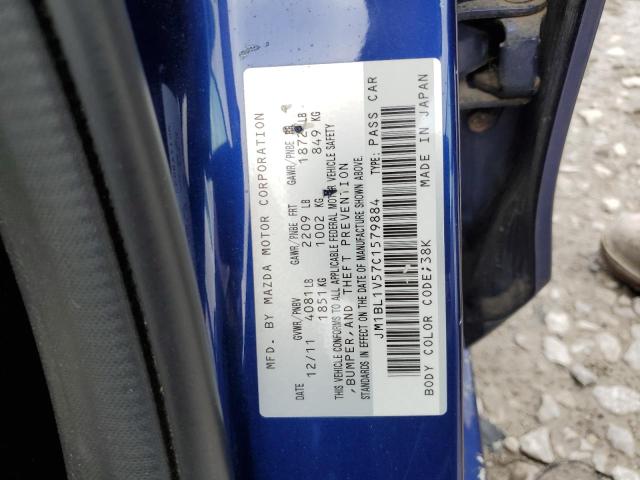 MFD. BY MAZDA MOTOR CORPORATION
DATE GVWR/PNBV GAWR/PNBE FRT GAWR/PNBE
12/11 4081LB 2209 LB 1872 LB
1851KG 1002 KG 849 KG
THIS VEHICLE CONFORMS TO ALL APPLICABLE FEDERAL MOTOR VEHICLE SAFETY
,BUMPER,AND THEFT PREVENTION
STANDARDS IN EFFECT ON THE DATE OF MANUFACTURE SHOWN ABOVE.
JM1BL1V57C1579884 TYPE: PASS CAR
BODY COLOR CODE;38K MADE IN JAPAN